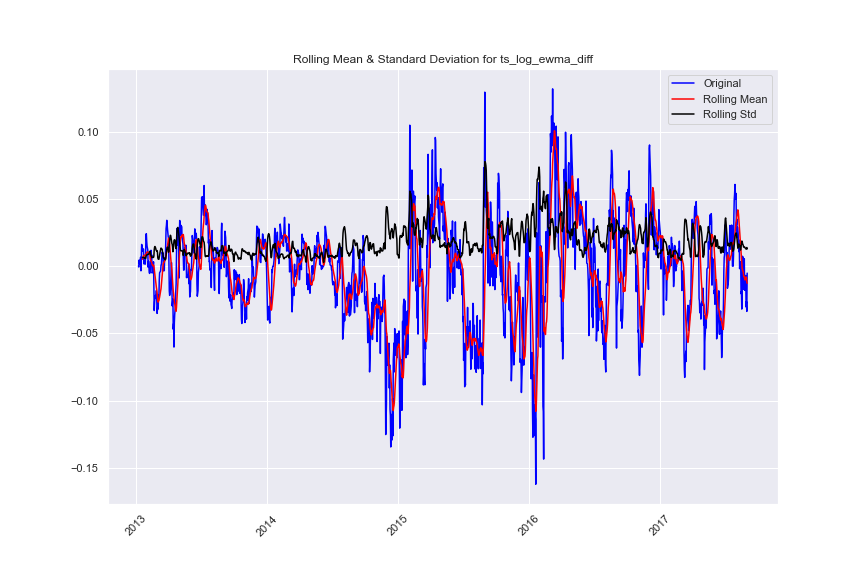 Rolling Mean & Standard Deviation for ts_log_ewma_diff
Original
Rolling Mean
Rolling Std
0.10
0.05
0.00
−0.05
−0.10
−0.15
2013
2014
2015
2016
2017